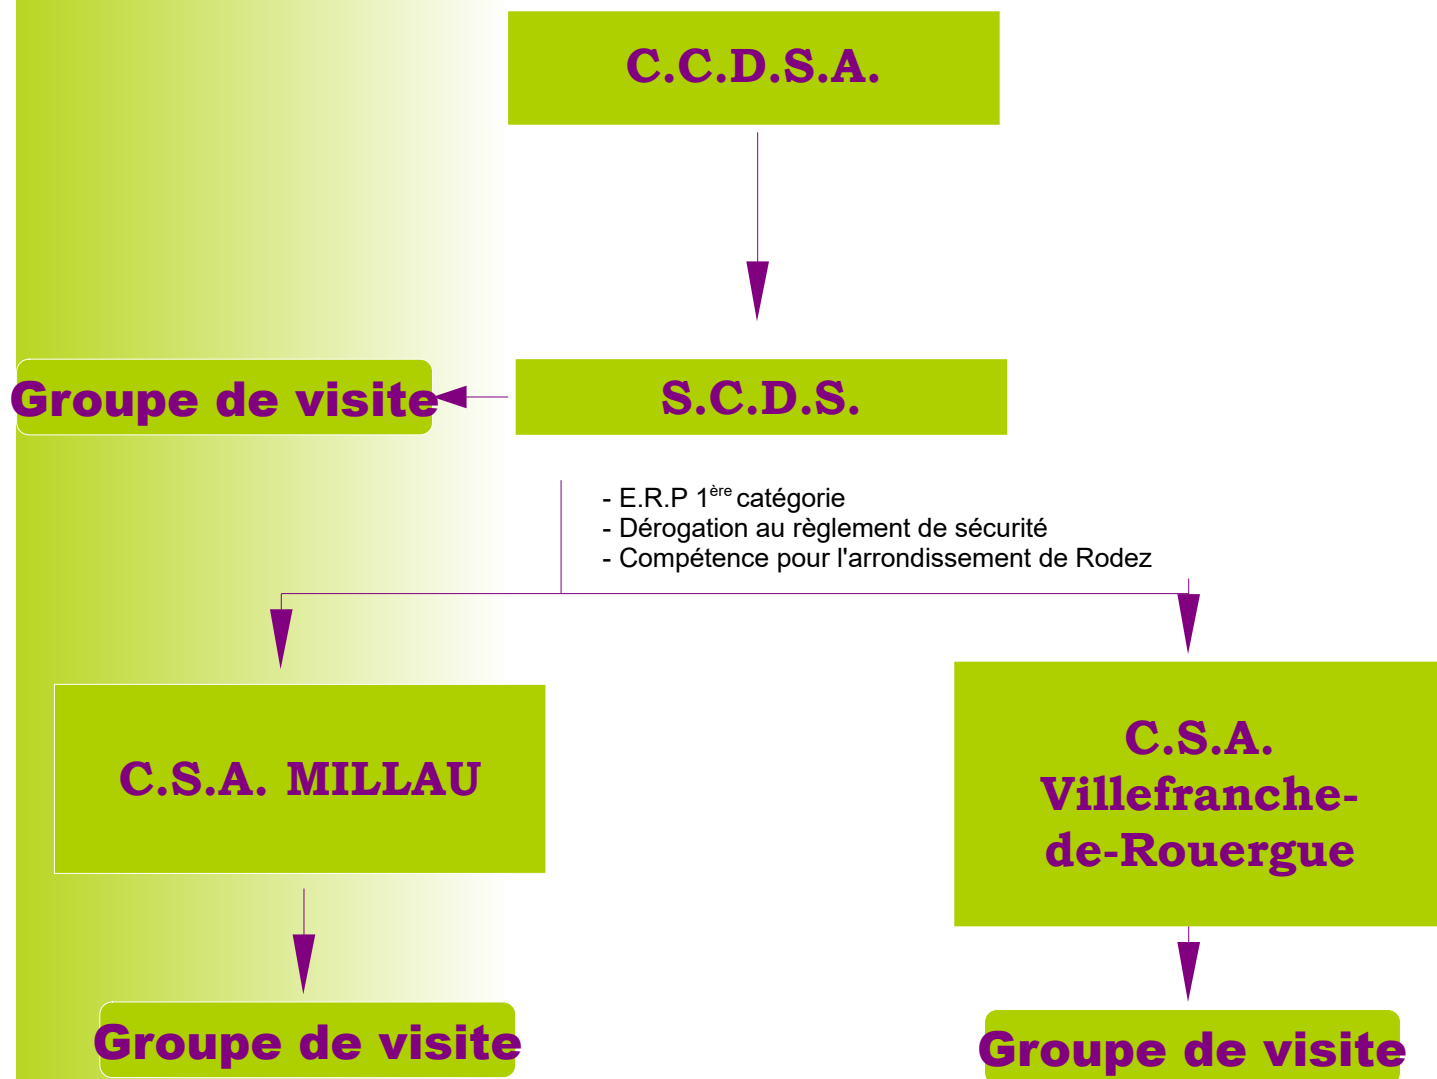 C.C.D.S.A.
Groupe de visite
S.C.D.S.
- E.R.P 1ère catégorie
- Dérogation au règlement de sécurité
- Compétence pour l'arrondissement de Rodez
C.S.A. MILLAU
C.S.A.
Villefranche-
de-Rouergue
Groupe de visite
Groupe de visite